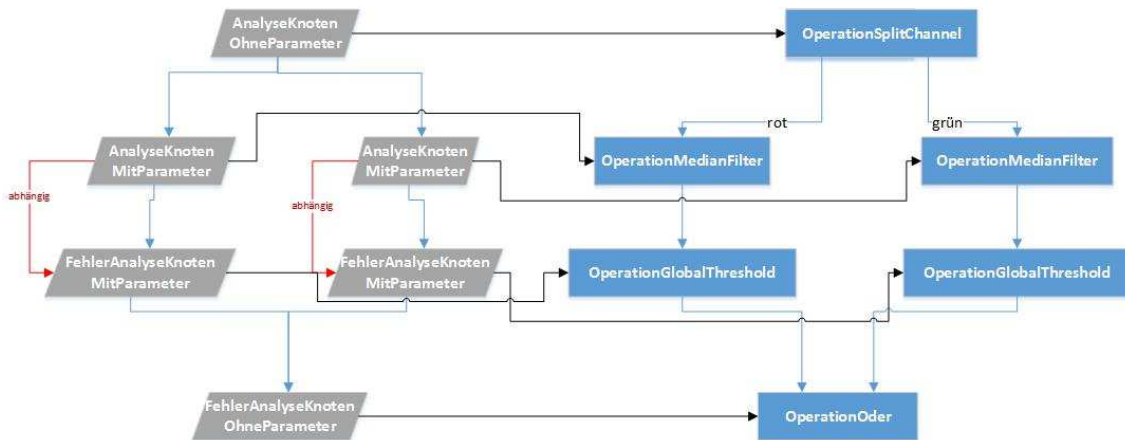 AnalyseKnoten
OhneParameter
OperationSplitChannel
rot
grün
AnalyseKnoten
MitParameter
AnalyseKnoten
MitParameter
OperationMedianFilter
OperationMedianFilter
abhängig
abhängig
FehlerAnalyseKnoten
MitParameter
FehlerAnalyseKnoten
MitParameter
OperationGlobalThreshold
OperationGlobalThreshold
FehlerAnalyseKnoten
OhneParameter
OperationOder